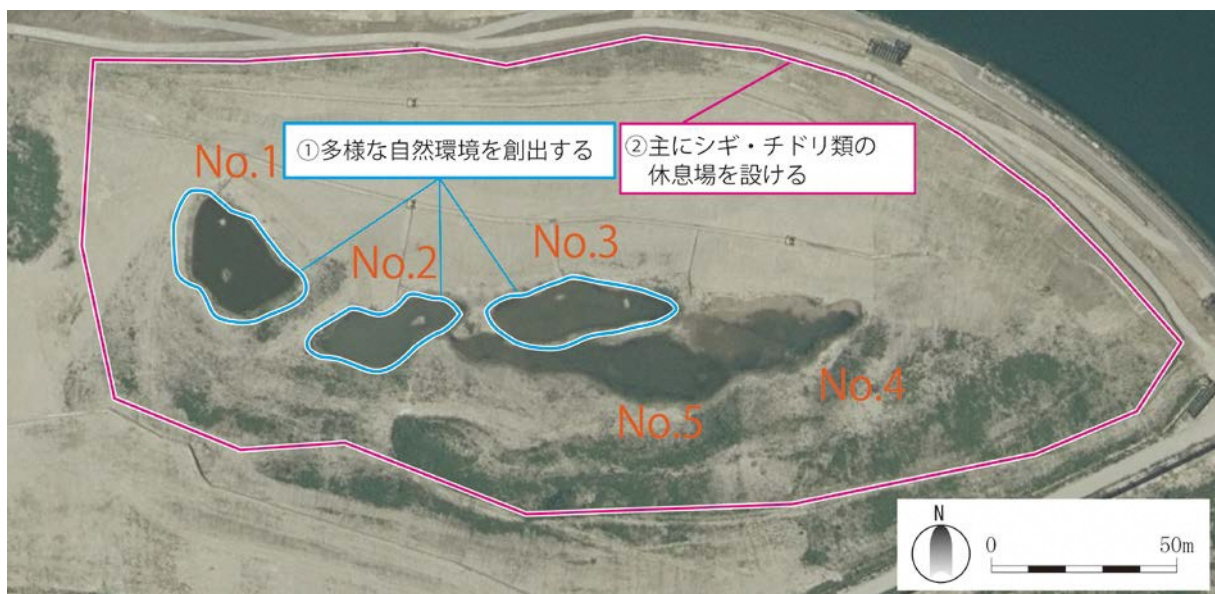 ①多様な自然環境を創出する
②主にシギ・チドリ類の
休息場を設ける
No.1
No.2
No.3
No.4
No.5
N
0 50m